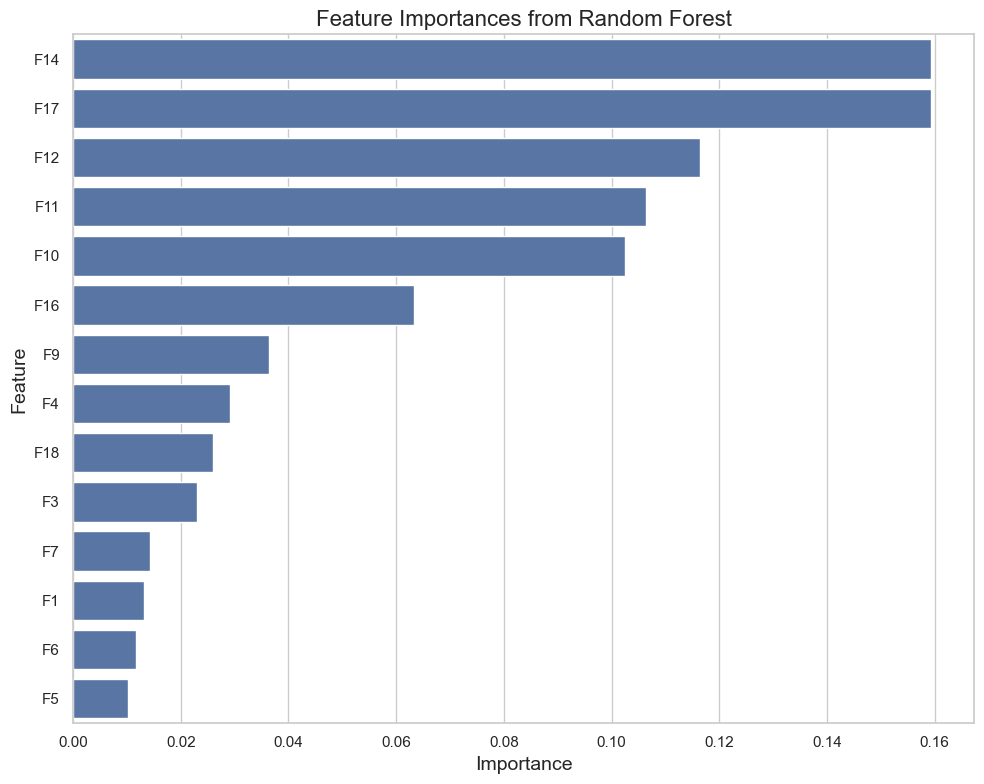 Feature Importances from Random Forest
F14
F17
F12
F11
F10
F16
F9
F4
F18
F3
F7
F1
F6
F5
Feature
0.00 0.02 0.04 0.06 0.08 0.10 0.12 0.14 0.16
Importance